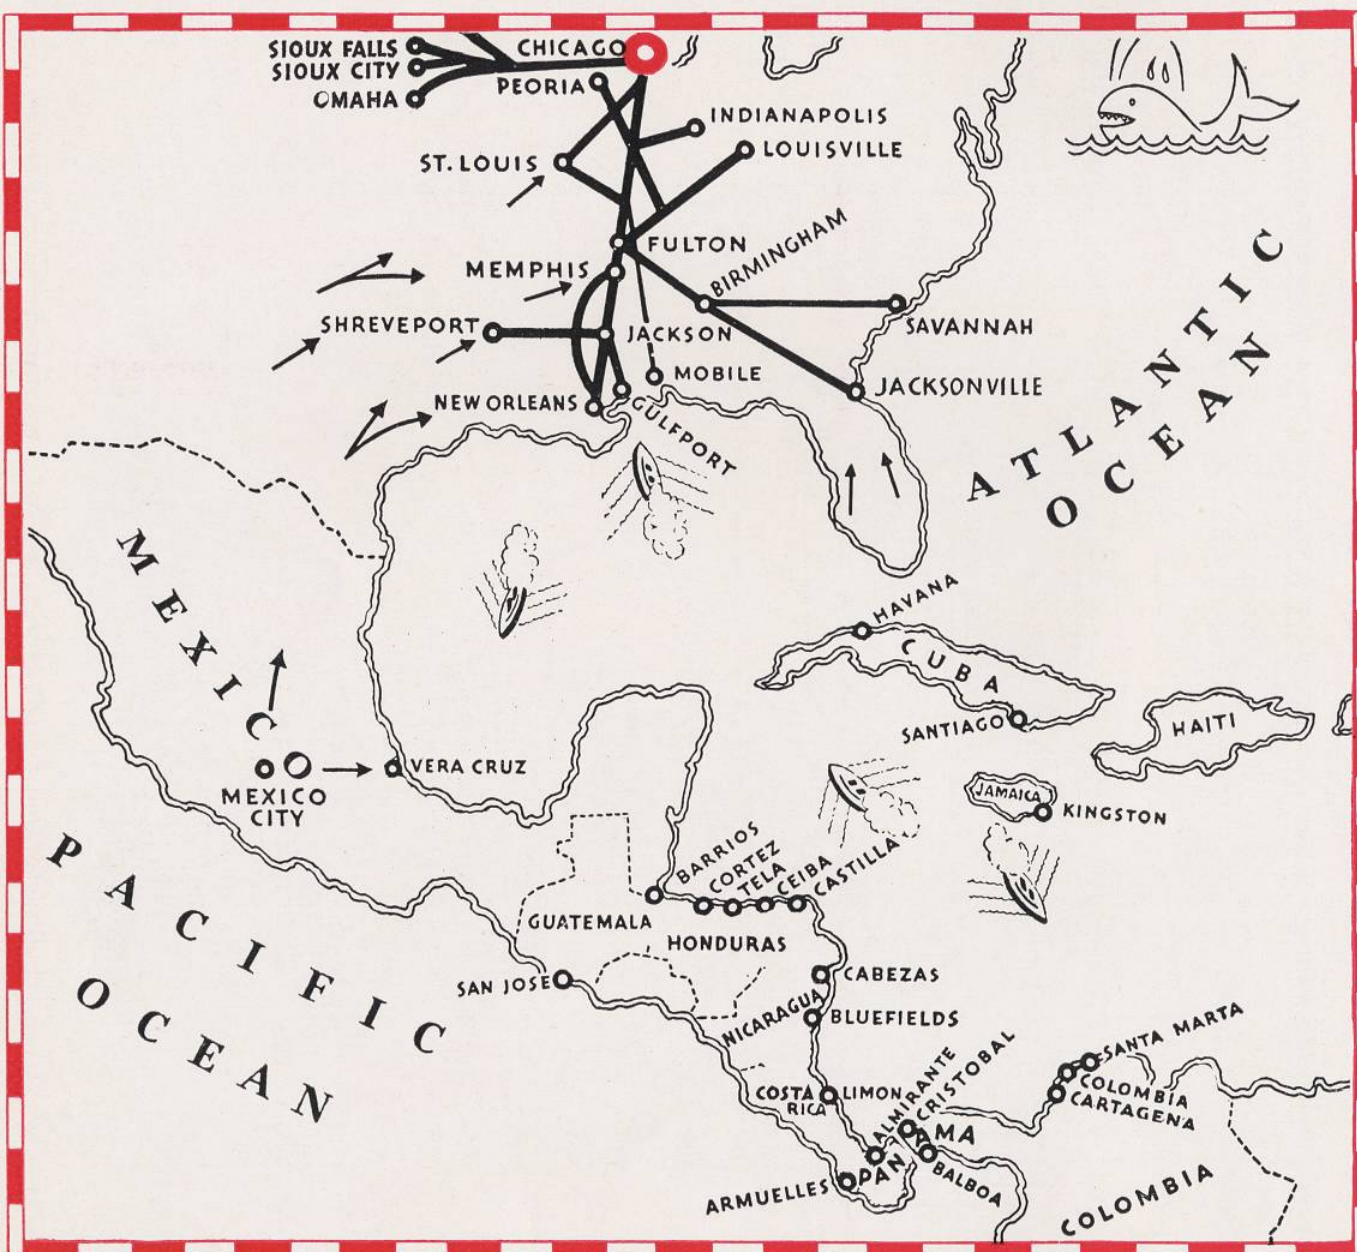 SIOUX FALLS
SIOUX CITY
OMAHA
CHICAGO
PEORIA
INDIANAPOLIS
LOUISVILLE
ST. LOUIS
FULTON
BIRMINGHAM
MEMPHIS
SHREVEPORT
JACKSON
SAVANNAH
MOBILE
JACKSONVILLE
NEW ORLEANS
GULFPORT
ATLANTIC
OCEAN
MEXICO
HAVANA
CUBA
SANTIAGO
HAITI
VERA CRUZ
MEXICO
CITY
JAMAICA
KINGSTON
PACIFIC
OCEAN
BARRIOS
CORTEZ
TELA
CEIBA
CASTILLA
GUATEMALA
HONDURAS
SAN JOSE
CABEZAS
NICARAGUA
BLUEFIELDS
COSTA
RICA
LIMON
ALMIRANTE
CRISTOBAL
SANTA MARTA
COLOMBIA
CARTAGENA
PANAMA
ARMUELLES
BALBOA
COLOMBIA